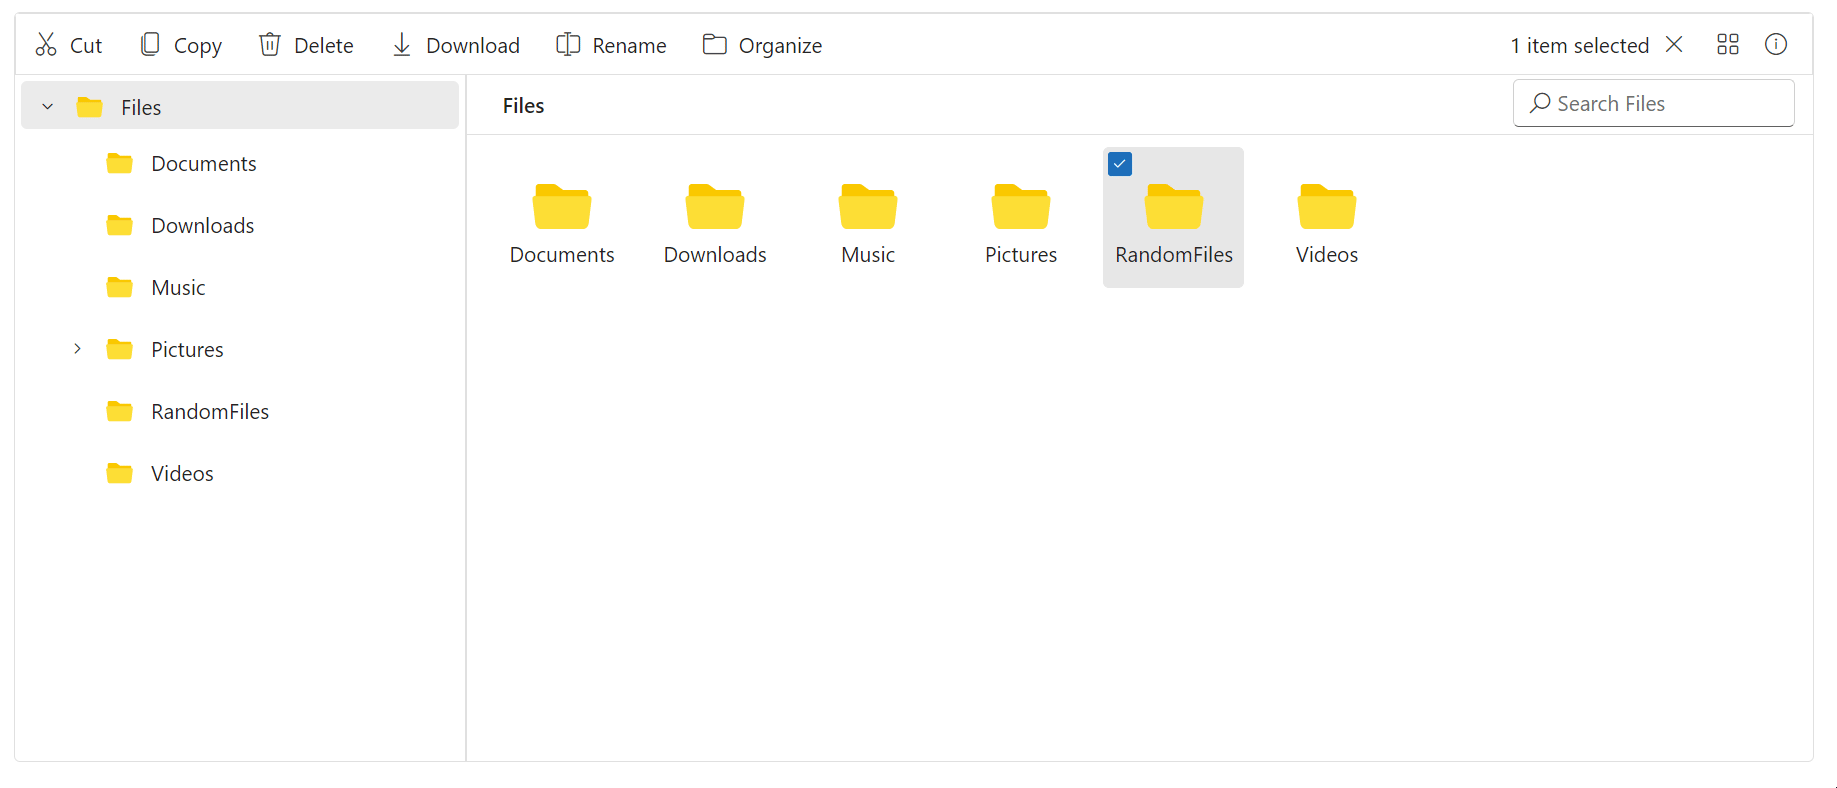 Cut Copy Delete Download Rename Organize 1 item selected
Files
Documents
Downloads
Music
Pictures
RandomFiles
Videos
Files
Search Files
Documents Downloads Music Pictures RandomFiles Videos